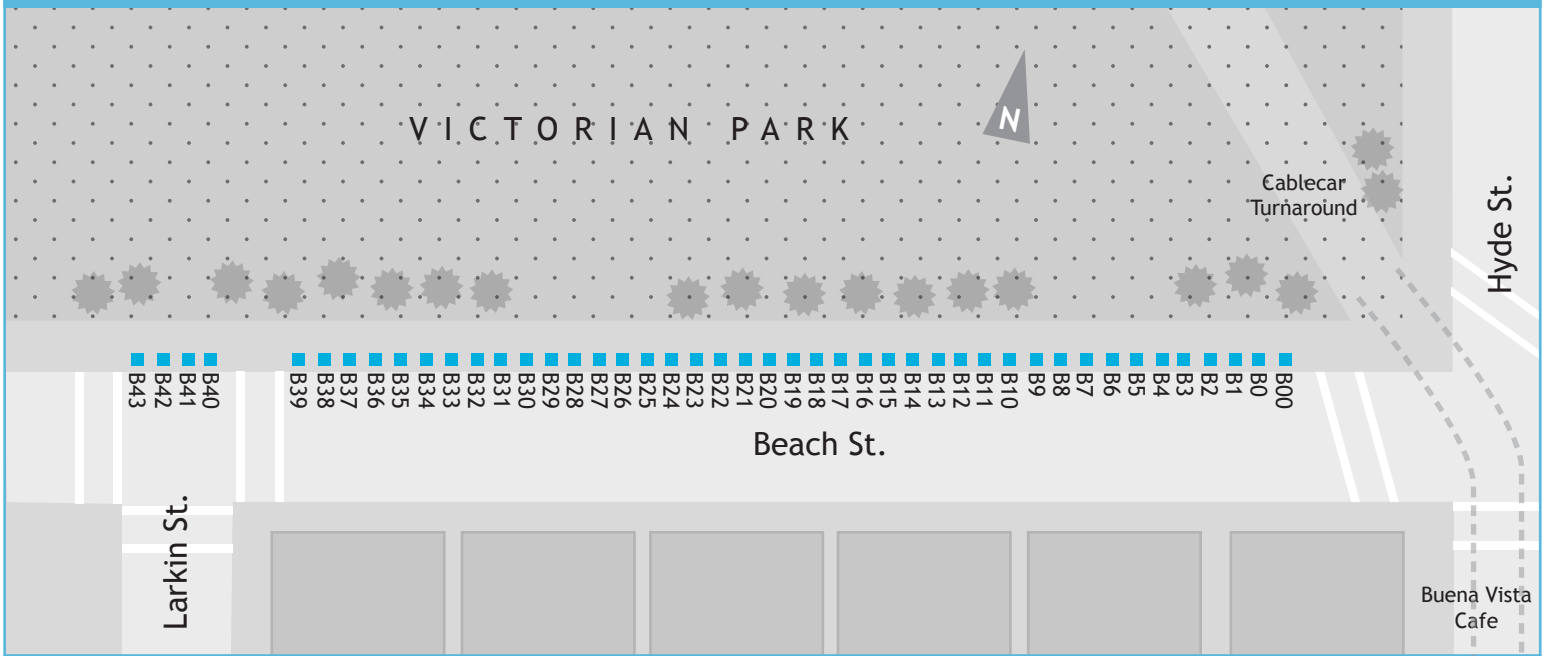 VICTORIAN PARK
N
Cablecar
Turnaround
Hyde St.
B43 B42 B41 B40 B39 B38 B37 B36 B35 B34 B33 B32 B31 B30 B29 B28 B27 B26 B25 B24 B23 B22 B21 B20 B19 B18 B17 B16 B15 B14 B13 B12 B11 B10 B9 B8 B7 B6 B5 B4 B3 B2 B1 B0 B00
Beach St.
Larkin St.
Buena Vista
Cafe